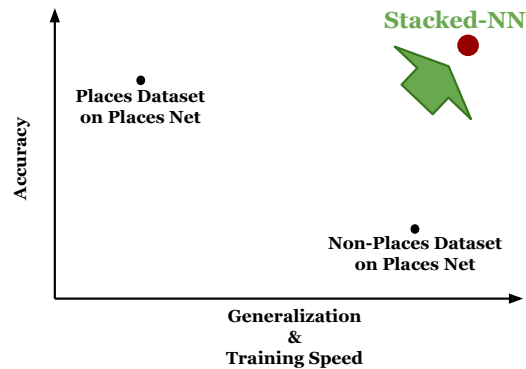 Stacked-NN
Places Dataset
on Places Net
Accuracy
Non-Places Dataset
on Places Net
Generalization
&
Training Speed